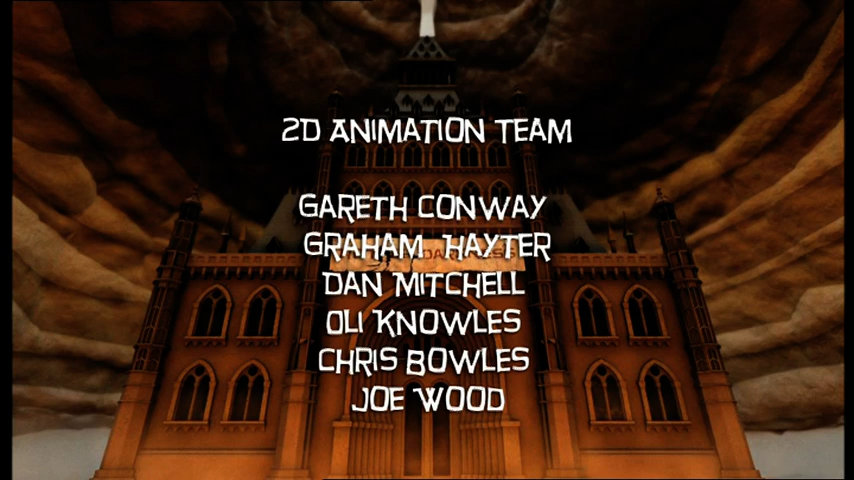 2D ANIMATION TEAM
GARETH CONWAY
GRAHAM HAYTER
DAN MITCHELL
OLI KNOWLES
CHRIS BOWLES
JOE WOOD